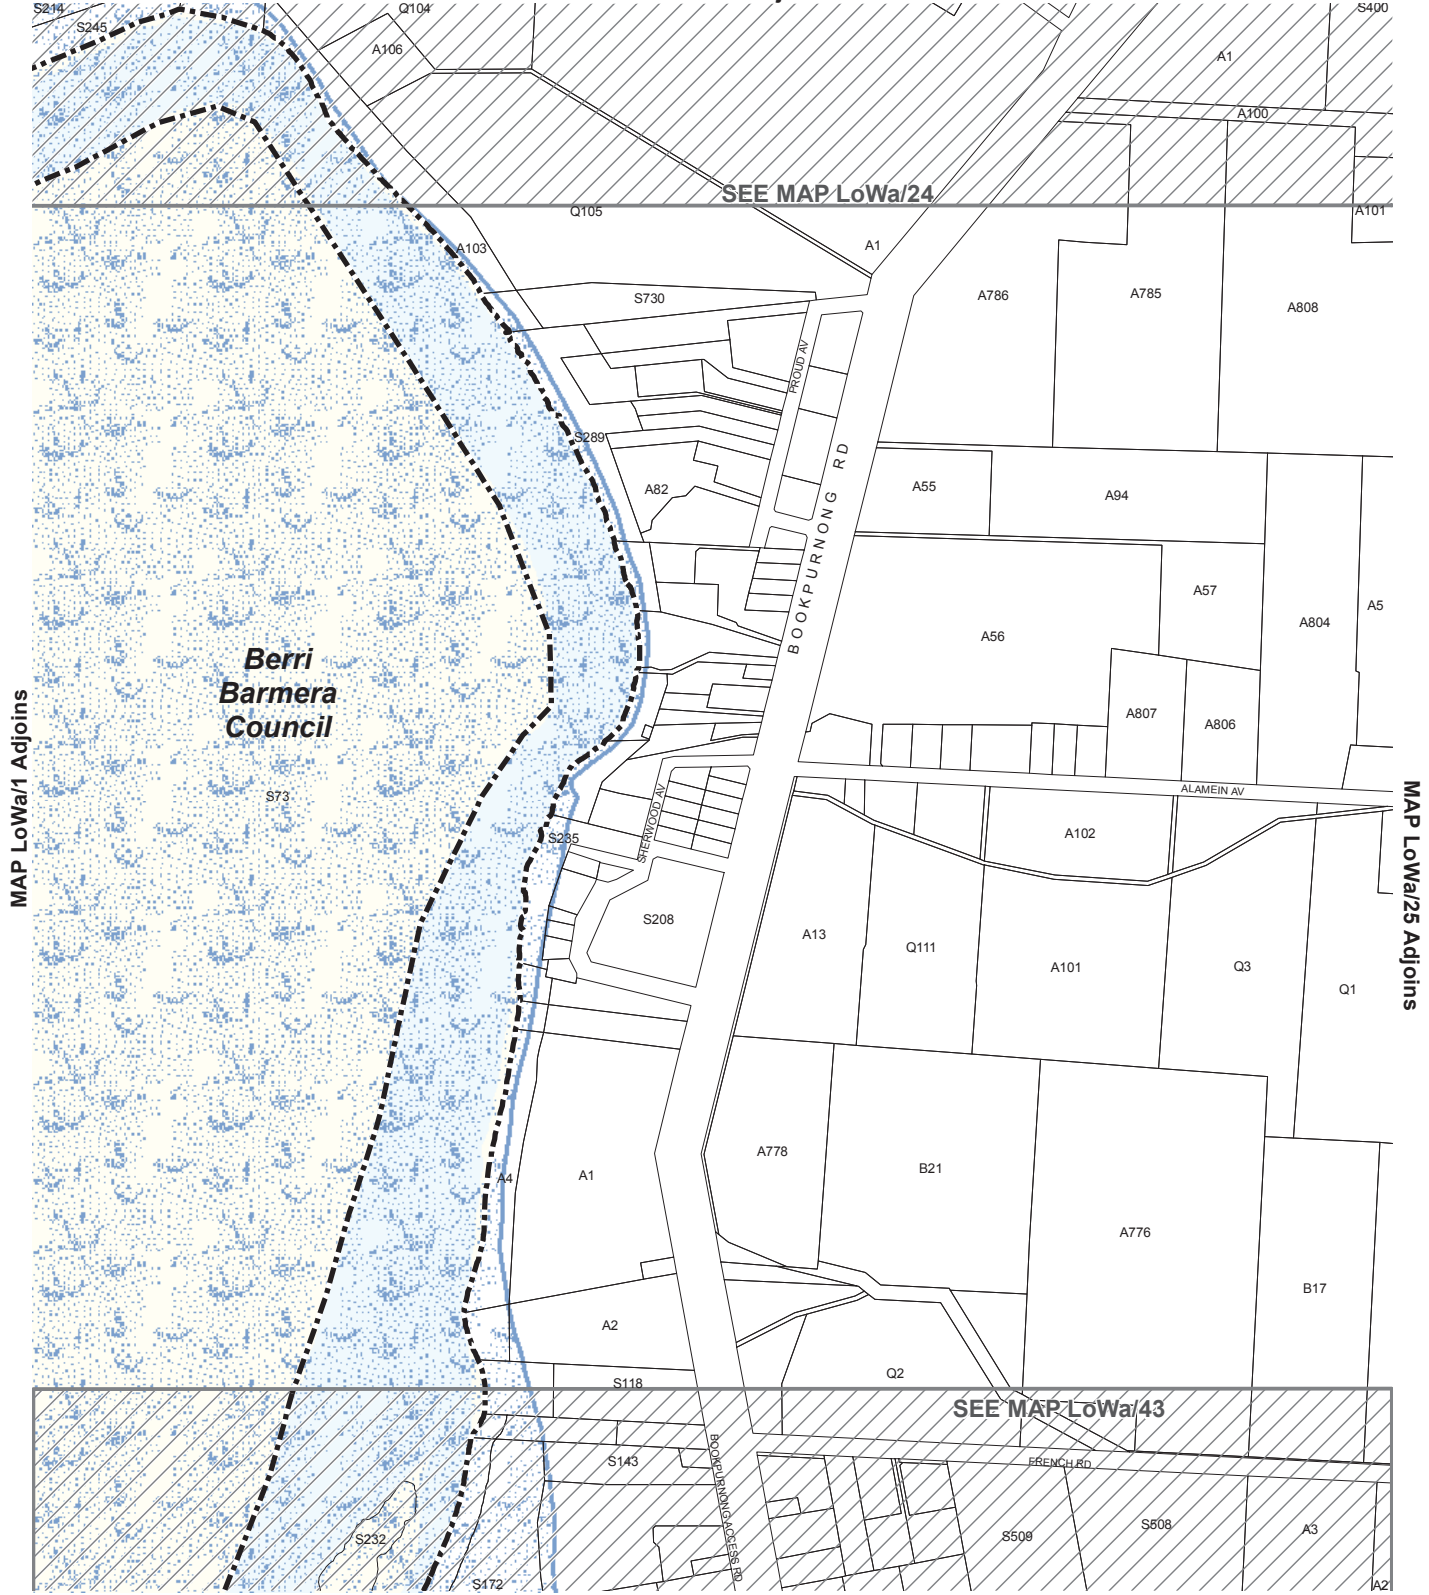 S214
Q104
S400
S245
A106
A1
A100
SEE MAP LoWa/24
Q105
A101
A103
A1
S730
A786
A785
A808
PROUD AV
S289
BOOKPURNONG RD
A82
A55
A94
A57
A56
A804
A5
Berri
Barmera
Council
MAP LoWa/1 Adjoins
A807
A806
S73
ALAMEIN AV
MAP LoWa/25 Adjoins
SHERWOOD AV
S235
A102
S208
A13
Q111
A101
Q3
Q1
A4
A1
A778
B21
A776
B17
A2
Q2
S118
SEE MAP LoWa/43
S143
BOOKPURNONG ACCESS RD
FRENCH RD
S232
S509
S508
A3
S172